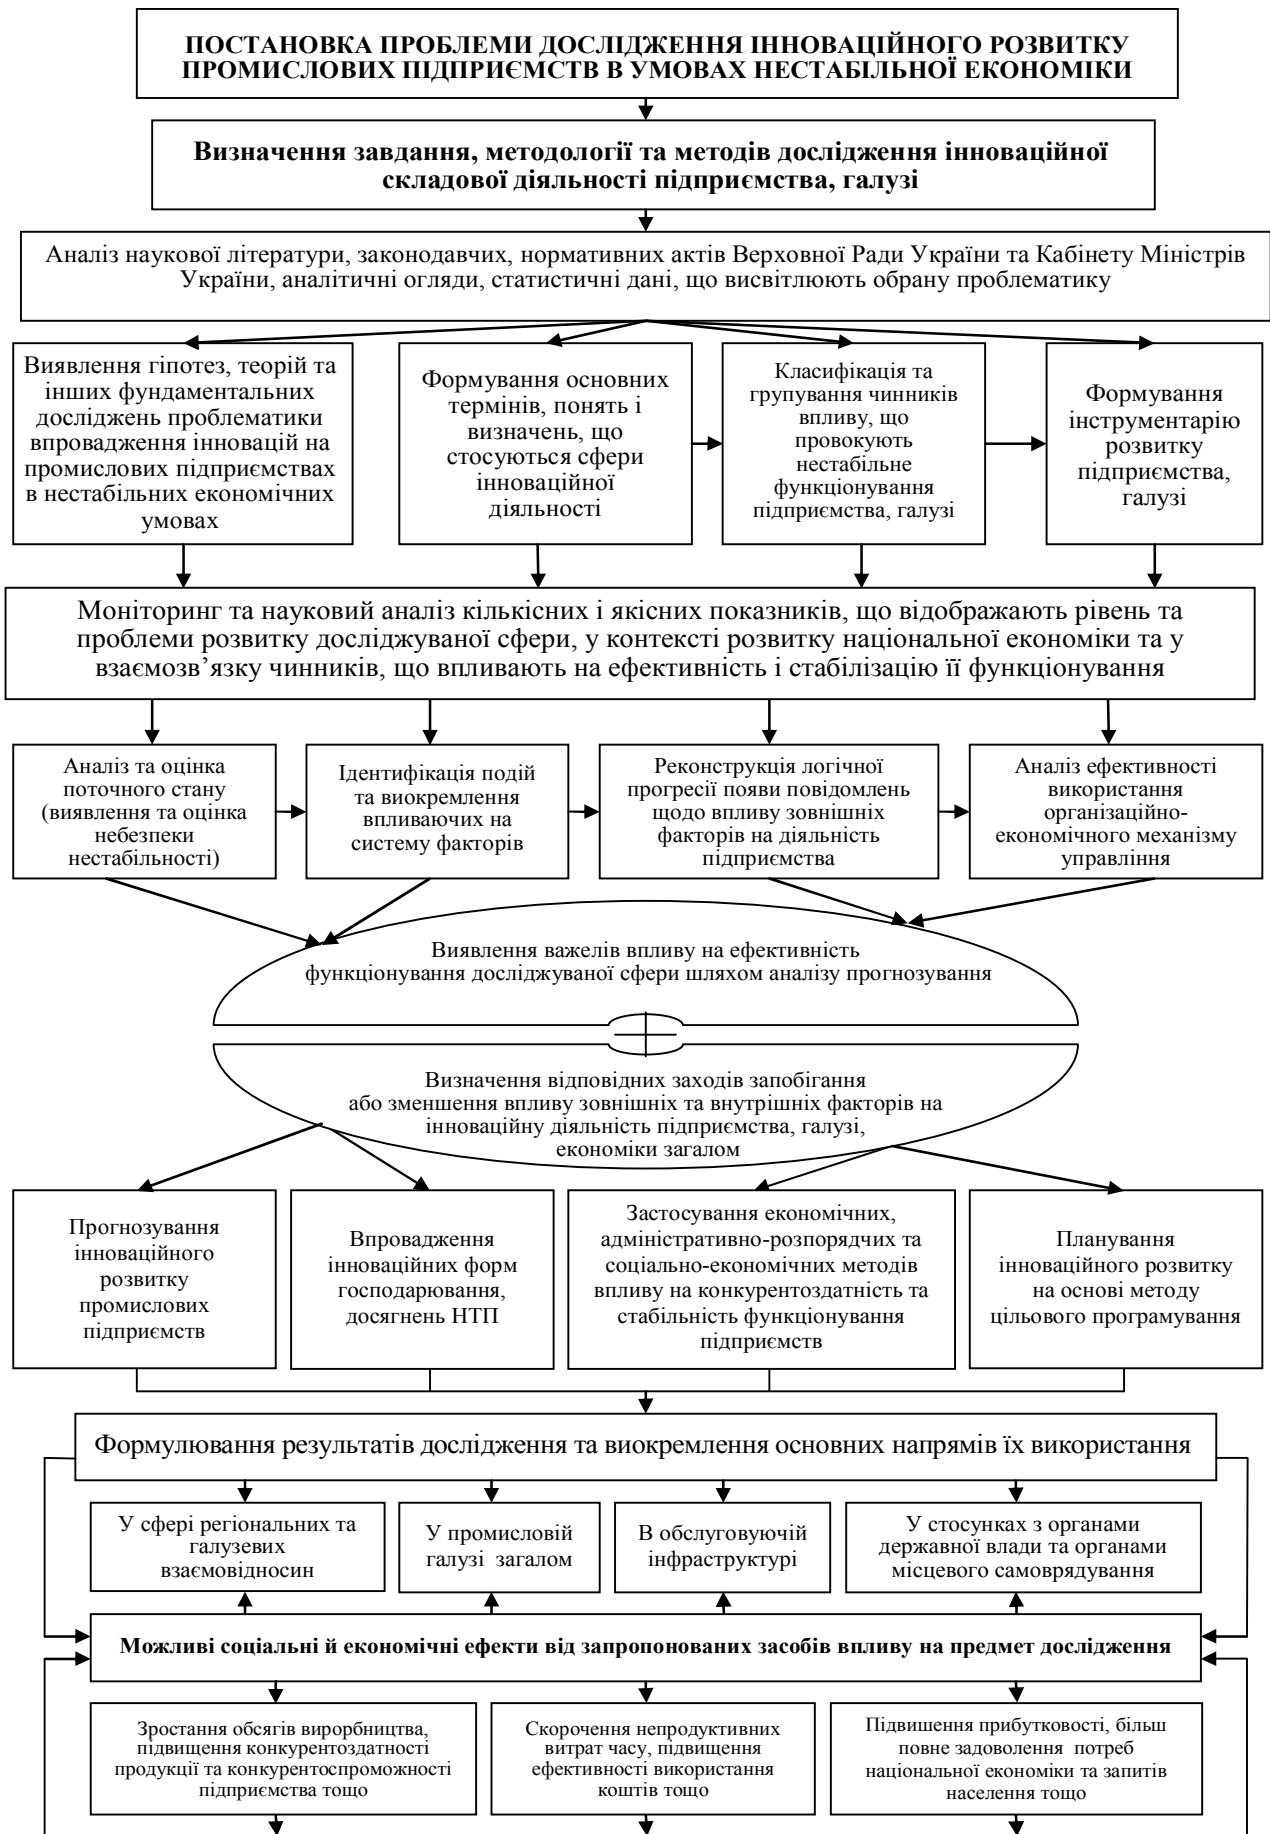 ПОСТАНОВКА ПРОБЛЕМИ ДОСЛІДЖЕННЯ ІННОВАЦІЙНОГО РОЗВИТКУ
ПРОМИСЛОВИХ ПІДПРИЄМСТВ В УМОВАХ НЕСТАБІЛЬНОЇ ЕКОНОМІКИ
Визначення завдання, методології та методів дослідження інноваційної
складової діяльності підприємства, галузі
Аналіз наукової літератури, законодавчих, нормативних актів Верховної Ради України та Кабінету Міністрів
України, аналітичні огляди, статистичні дані, що висвітлюють обрану проблематику
Виявлення гіпотез, теорій та
інших фундаментальних
досліджень проблематики
впровадження інновацій на
промислових підприємствах
в нестабільних економічних
умовах
Формування основних
термінів, понять і
визначень, що
стосуються сфери
інноваційної
діяльності
Класифікація та
групування чинників
впливу, що
провокують
нестабільне
функціонування
підприємства, галузі
Формування
інструментарію
розвитку
підприємства,
галузі
Моніторинг та науковий аналіз кількісних і якісних показників, що відображають рівень та
проблеми розвитку досліджуваної сфери, у контексті розвитку національної економіки та у
взаємозв’язку чинників, що впливають на ефективність і стабілізацію її функціонування
Аналіз та оцінка
поточного стану
(виявлення та оцінка
небезпеки
нестабільності)
Ідентифікація подій
та виокремлення
впливаючих на
систему факторів
Реконструкція логічної
прогресії появи повідомлень
щодо впливу зовнішніх
факторів на діяльність
підприємства
Аналіз ефективності
використання
організаційно-
економічного механізму
управління
Виявлення важелів впливу на ефективність
функціонування досліджуваної сфери шляхом аналізу прогнозування
Визначення відповідних заходів запобігання
або зменшення впливу зовнішніх та внутрішніх факторів на
інноваційну діяльність підприємства, галузі,
економіки загалом
Прогнозування
інноваційного
розвитку
промислових
підприємств
Впровадження
інноваційних форм
господарювання,
досягнень НТП
Застосування економічних,
адміністративно-розпорядчих та
соціально-економічних методів
впливу на конкурентоздатність та
стабільність функціонування
підприємств
Планування
інноваційного розвитку
на основі методу
цільового програмування
Формулювання результатів дослідження та виокремлення основних напрямів їх використання
У сфері регіональних та
галузевих
взаємовідносин
У промисловій
галузі загалом
В обслуговуючій
інфраструктурі
У стосунках з органами
державної влади та органами
місцевого самоврядування
Можливі соціальні й економічні ефекти від запропонованих засобів впливу на предмет дослідження
Зростання обсягів вирорбництва,
підвищення конкурентоздатності
продукції та конкурентоспроможності
підприємства тощо
Скорочення непродуктивних
витрат часу, підвищення
ефективності використання
коштів тощо
Підвишення прибутковості, більш
повне задоволення потреб
національної економіки та запитів
населення тощо